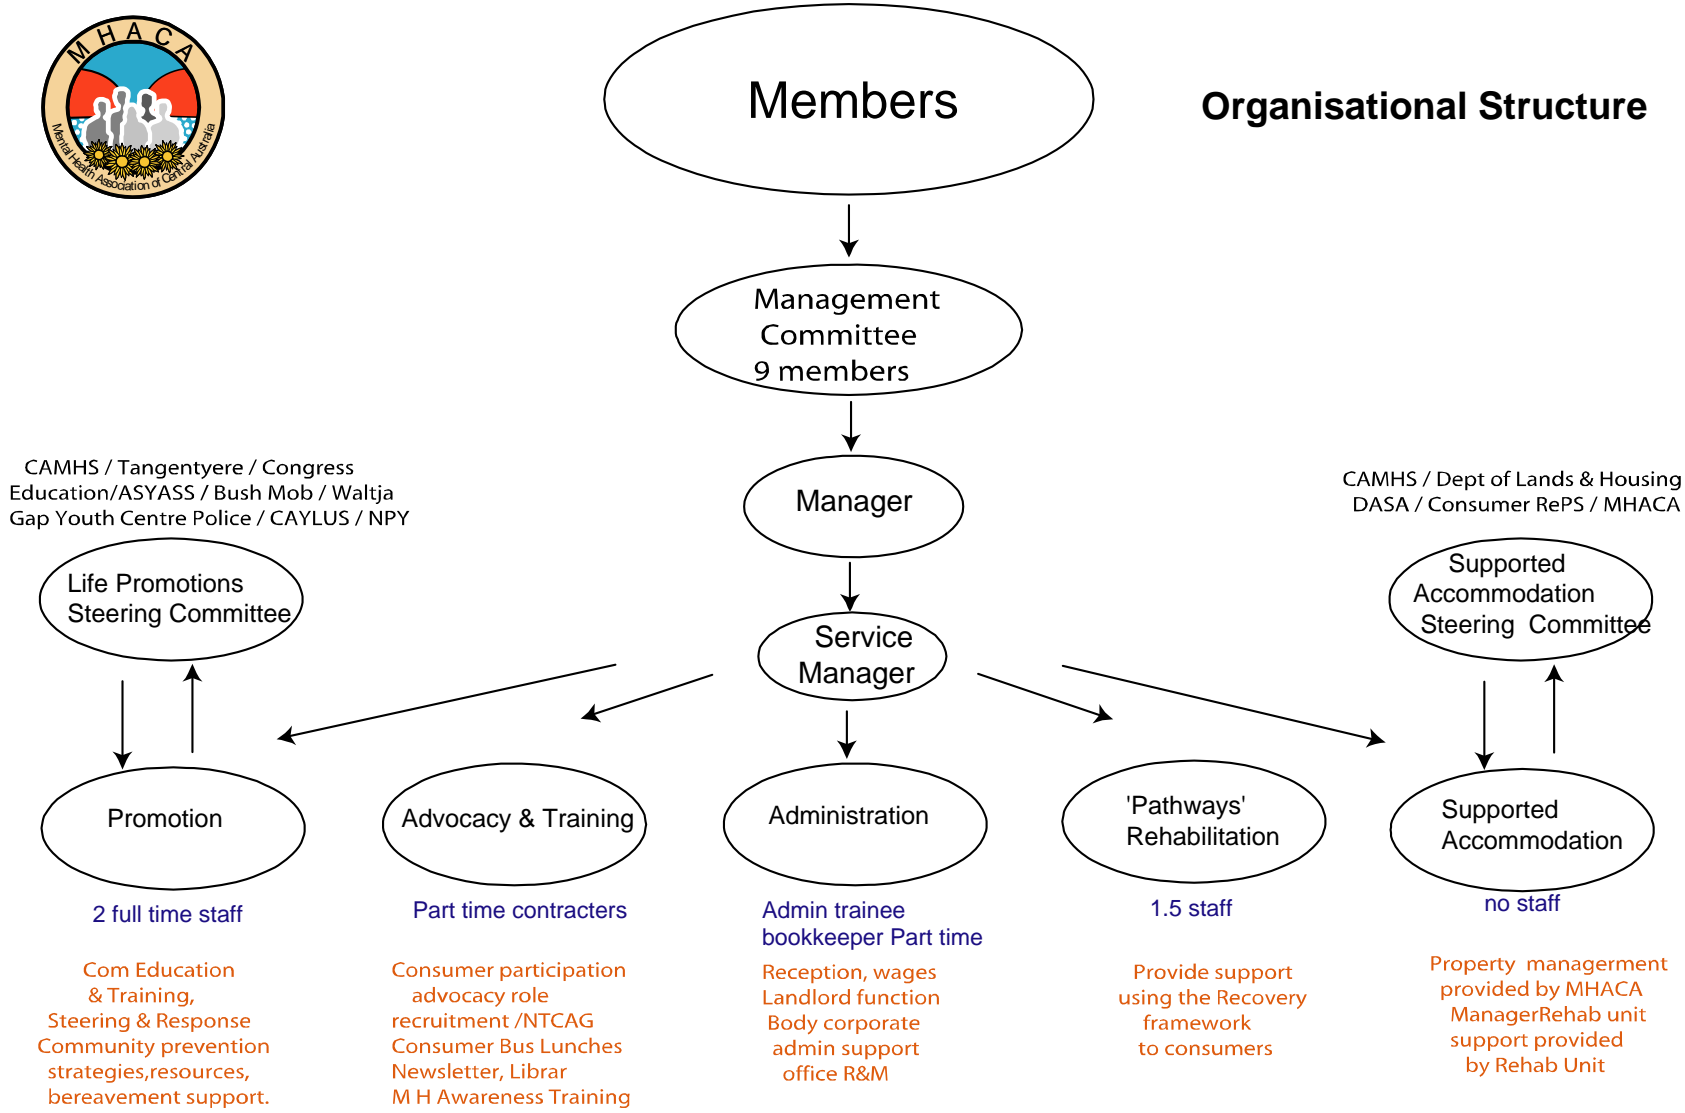 MHACA
Mental Health Association of Central Australia
Members
Organisational Structure
Management
Committee
9 members
Manager
Service
Manager
CAMHS / Tangentyere / Congress
Education/ASYASS / Bush Mob / Waltja
Gap Youth Centre Police / CAYLUS / NPY
Life Promotions
Steering Committee
CAMHS / Dept of Lands & Housing
DASA / Consumer RePS / MHACA
Supported
Accommodation
Steering Committee
Promotion
2 full time staff
Com Education
& Training,
Steering & Response
Community prevention
strategies,resources,
bereavement support.
Advocacy & Training
Part time contracters
Consumer participation
advocacy role
recruitment /NTCAG
Consumer Bus Lunches
Newsletter, Librar
M H Awareness Training
Administration
Admin trainee
bookkeeper Part time
Reception, wages
Landlord function
Body corporate
admin support
office R&M
'Pathways'
Rehabilitation
1.5 staff
Provide support
using the Recovery
framework
to consumers
Supported
Accommodation
no staff
Property managerment
provided by MHACA
ManagerRehab unit
support provided
by Rehab Unit